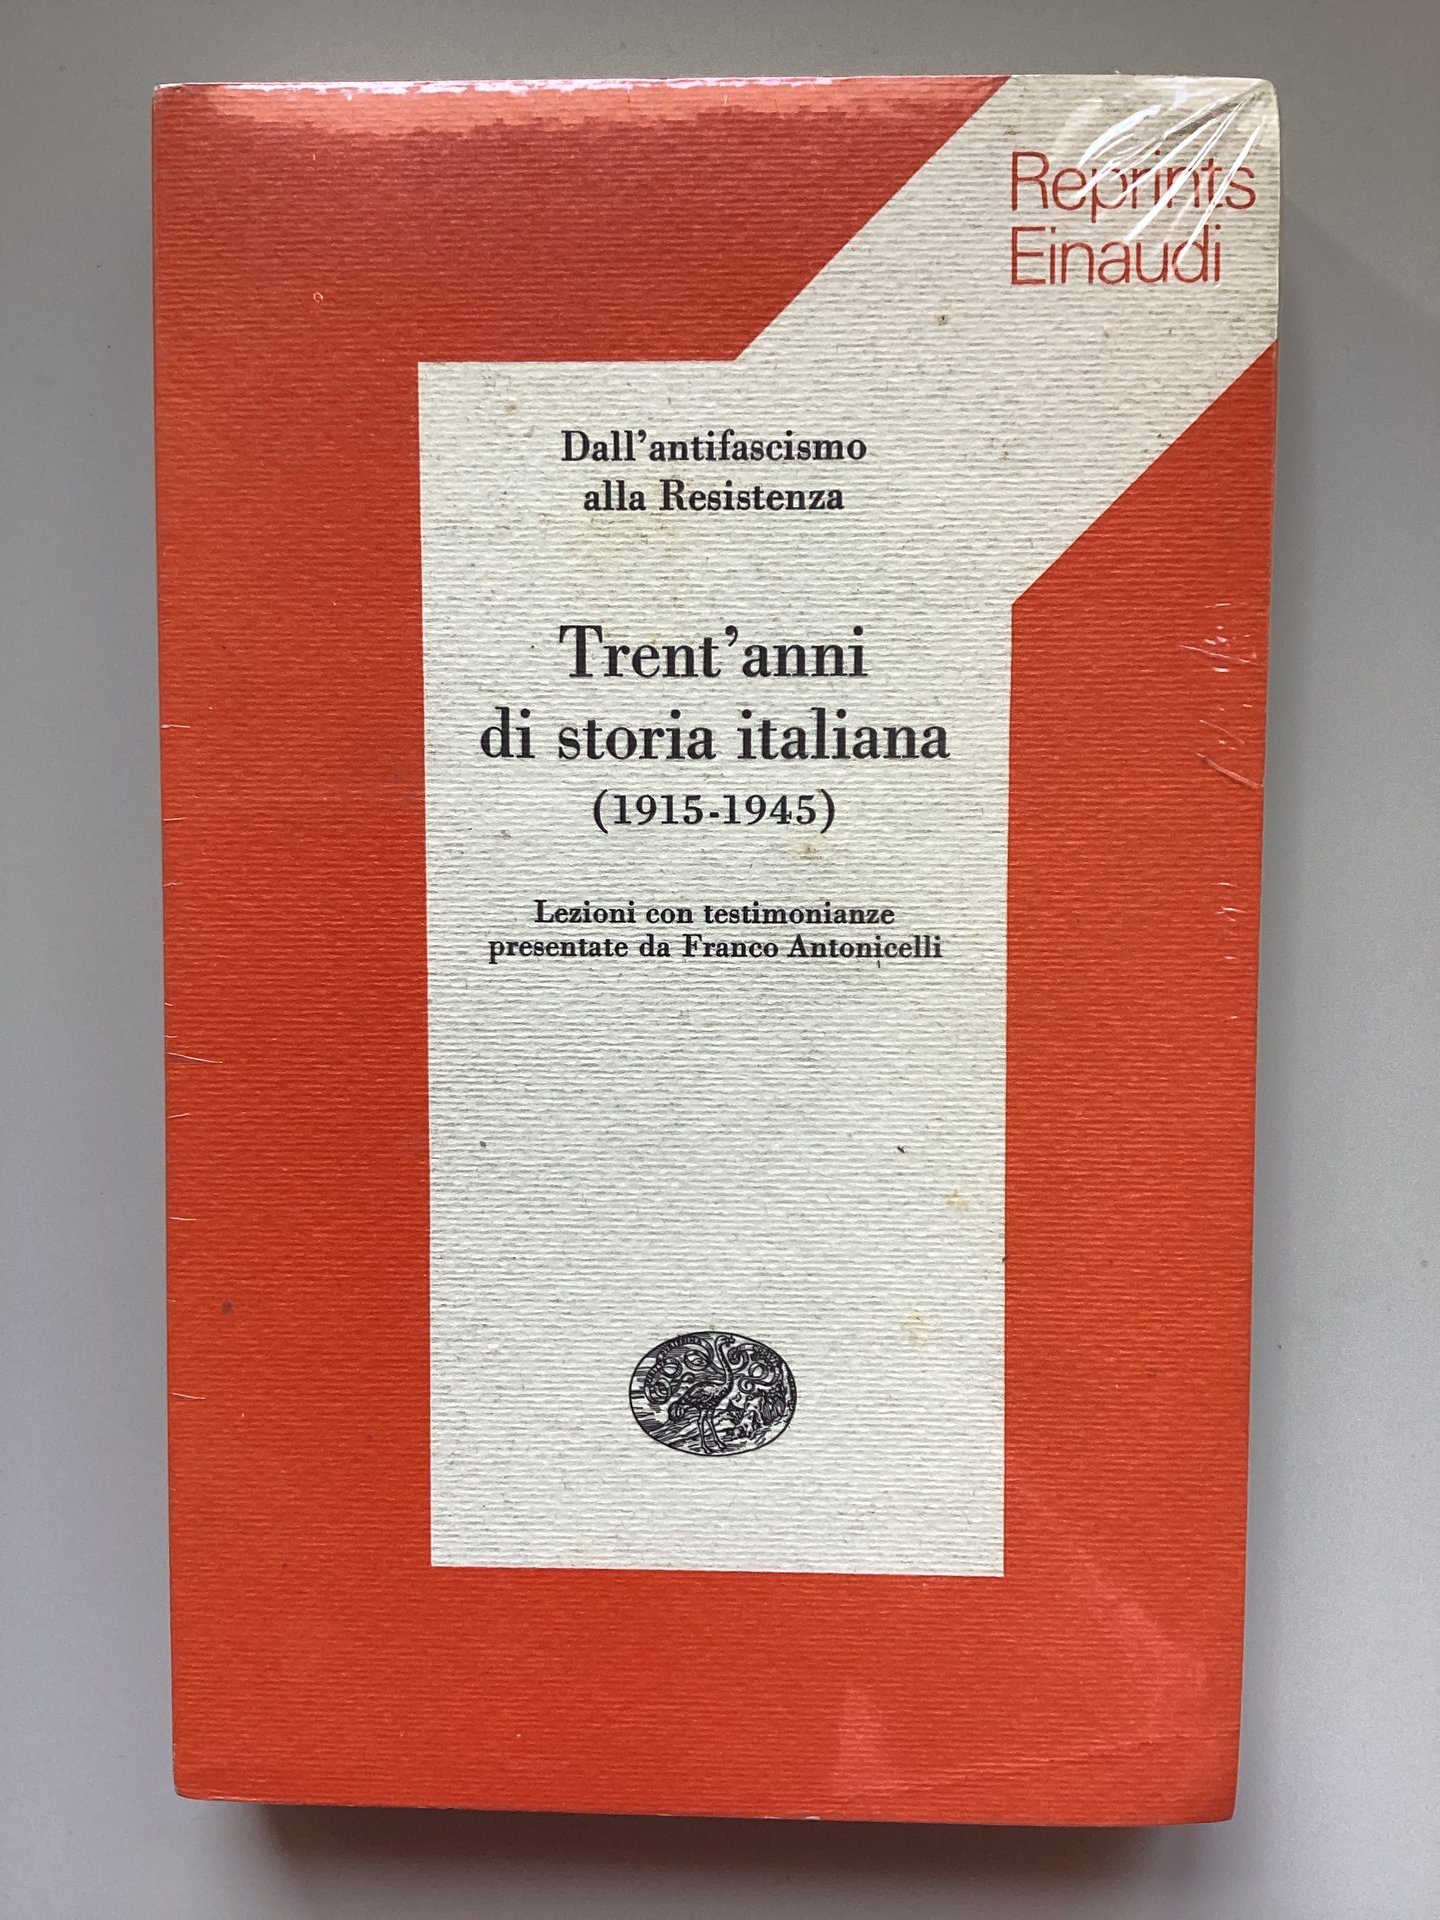 Reprints
Einaudi
Dall'antifascismo
alla Resistenza
Trent'anni
di storia italiana
(1915-1945)
Lezioni con testimonianze
presentate da Franco Antonicelli